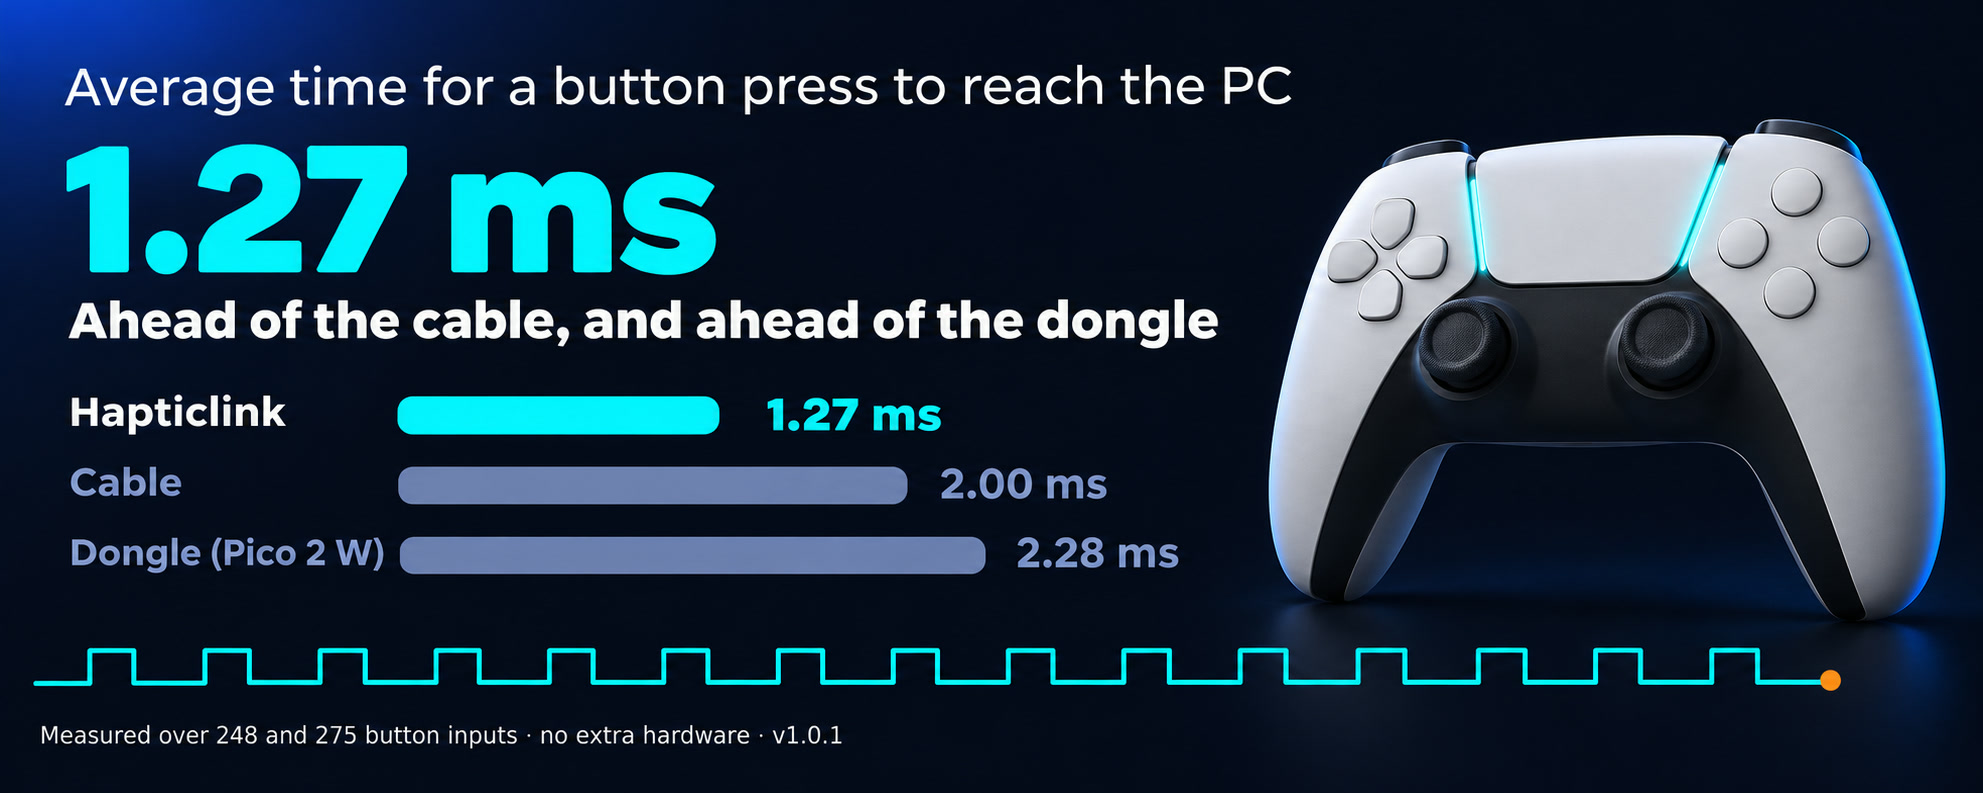 Average time for a button press to reach the PC
1.27 ms
Ahead of the cable, and ahead of the dongle
Hapticlink 1.27 ms
Cable 2.00 ms
Dongle (Pico 2 W) 2.28 ms
Measured over 248 and 275 button inputs · no extra hardware · v1.0.1